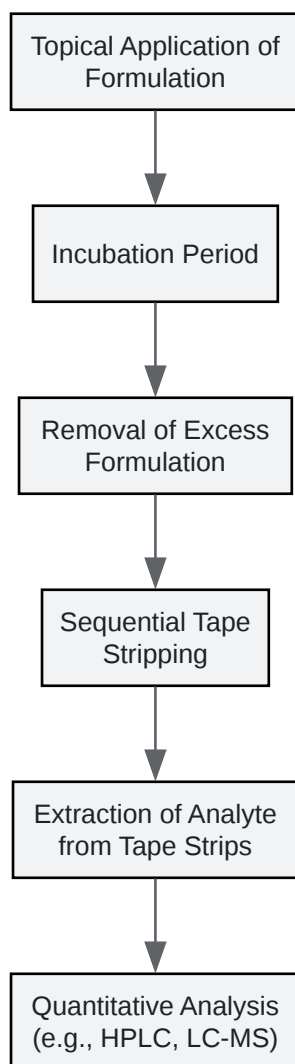 Topical Application of
Formulation
Incubation Period
Removal of Excess
Formulation
Sequential Tape
Stripping
Extraction of Analyte
from Tape Strips
Quantitative Analysis
(e.g., HPLC, LC-MS)